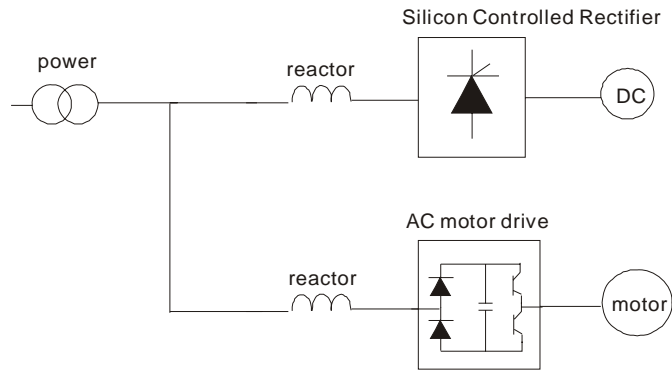 Silicon Controlled Rectifier
power
reactor
DC
AC motor drive
reactor
motor